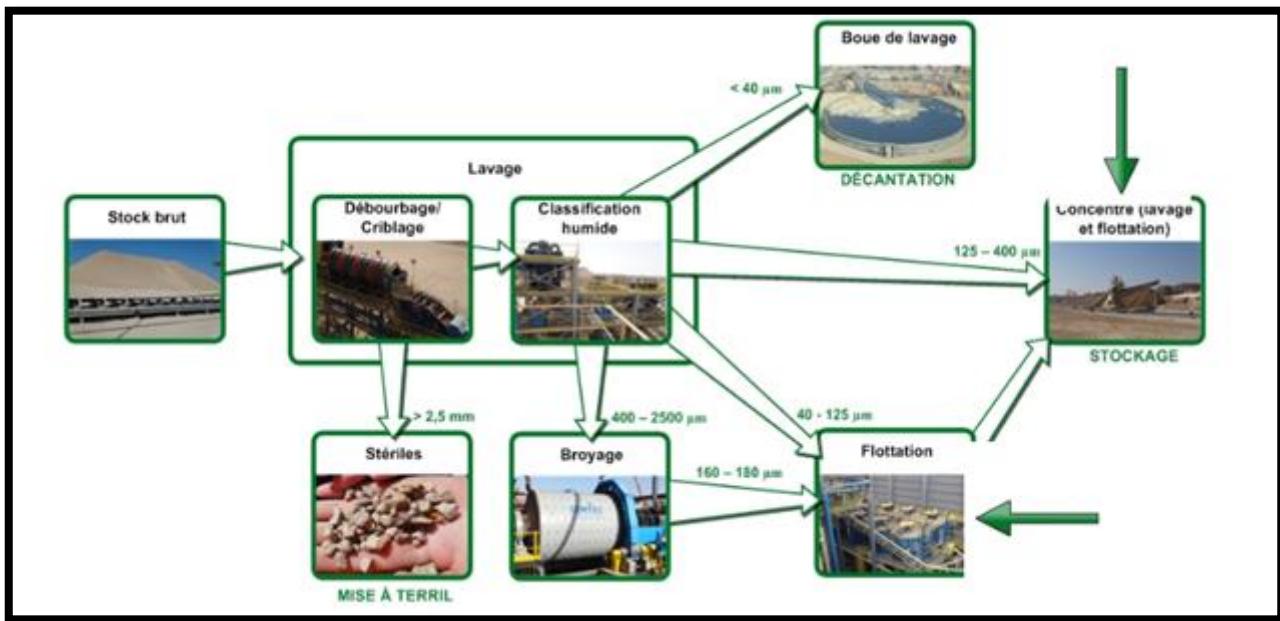 Boue de lavage
< 40 µm
DÉCANTATION
Lavage
Stock brut
Débourbage/
Criblage
Classification
humide
125 – 400 µm
Concentre (lavage
et flottation)
STOCKAGE
> 2,5 mm
400 – 2500 µm
40 - 125 µm
Stériles
Broyage
160 – 180 µm
Flottation
MISE À TERRIL